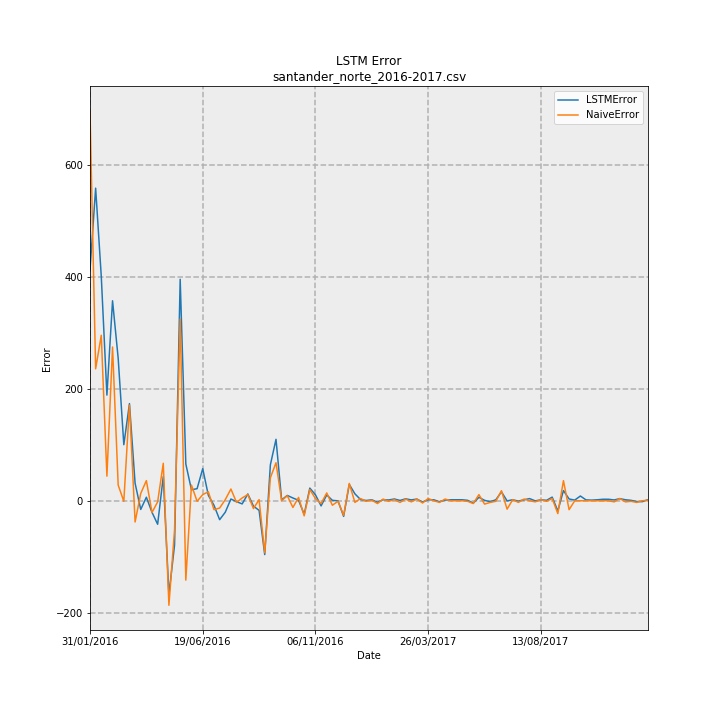 LSTM Error
santander_norte_2016-2017.csv
LSTMError
NaiveError
600
400
200
0
−200
Error
31/01/2016
19/06/2016
06/11/2016
26/03/2017
13/08/2017
Date